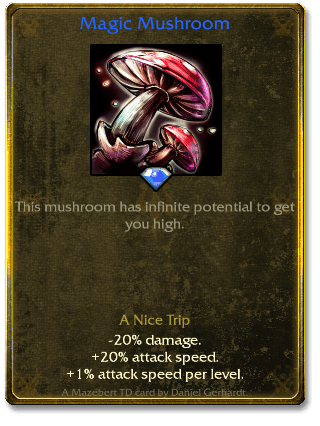 Magic Mushroom
This mushroom has infinite potential to get
you high.
A Nice Trip
-20% damage.
+20% attack speed.
+1% attack speed per level.
A Mazebert TD card by Daniel Gerhardt